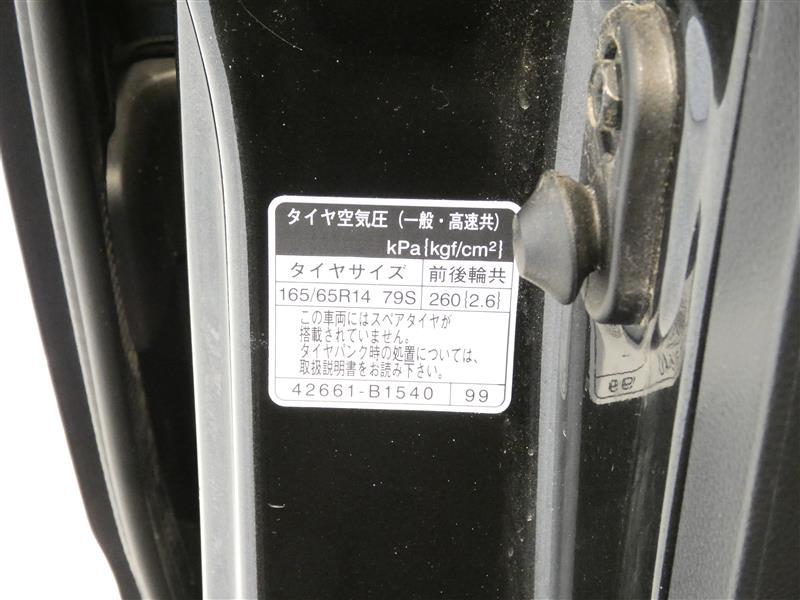 タイヤ空気圧（一般・高速共）
kPa{kgf/cm²}
タイヤサイズ 前後輪共
165/65R14 79S 260{2.6}
この車両にはスペアタイヤが
搭載されていません。
タイヤパンク時の処置については、
取扱説明書をお読み下さい。
42661-B1540 99